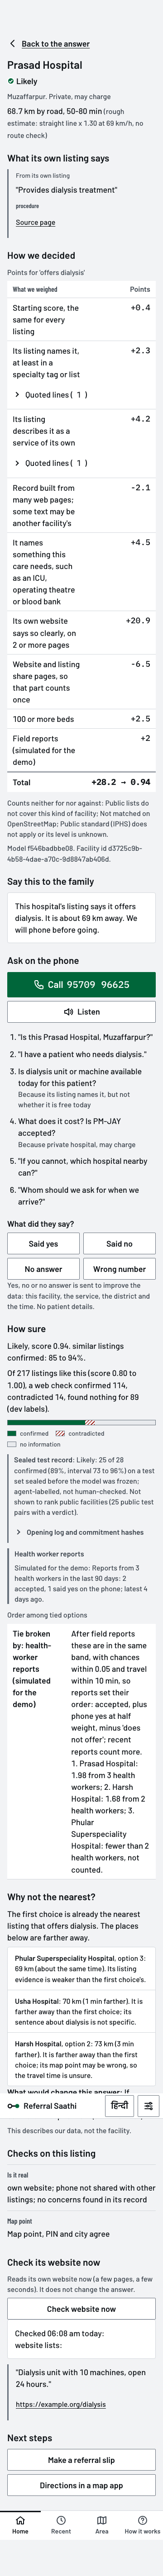 Back to the answer
Prasad Hospital
Likely
Muzaffarpur. Private, may charge
68.7 km by road, 50-80 min (rough
estimate: straight line x 1.30 at 69 km/h, no
route check)
What its own listing says
From its own listing
"Provides dialysis treatment"
procedure
Source page
How we decided
Points for 'offers dialysis'
What we weighed Points
Starting score, the +0.4
same for every
listing
Its listing names it, +2.3
at least in a
specialty tag or list
Quoted lines ( 1 )
Its listing +4.2
describes it as a
service of its own
Quoted lines ( 1 )
Record built from -2.1
many web pages;
some text may be
another facility's
It names +4.5
something this
care needs, such
as an ICU,
operating theatre
or blood bank
Its own website +20.9
says so clearly, on
2 or more pages
Website and listing -6.5
share pages, so
that part counts
once
100 or more beds +2.5
Field reports +2
(simulated for the
demo)
Total +28.2 → 0.94
Counts neither for nor against: Public lists do
not cover this kind of facility; Not matched on
OpenStreetMap; Public standard (IPHS) does
not apply or its level is unknown.
Model f546badbbe08. Facility id d3725c9b-
4b58-4dae-a70c-9d8847ab406d.
Say this to the family
This hospital's listing says it offers
dialysis. It is about 69 km away. We
will phone before going.
Ask on the phone
Call 95709 96625
Listen
1. "Is this Prasad Hospital, Muzaffarpur?"
2. "I have a patient who needs dialysis."
3. Is dialysis unit or machine available
today for this patient?
Because its listing names it, but not
whether it is free today
4. What does it cost? Is PM-JAY
accepted?
Because private hospital, may charge
5. "If you cannot, which hospital nearby
can?"
6. "Whom should we ask for when we
arrive?"
What did they say?
Said yes Said no
No answer Wrong number
Yes, no or no answer is sent to improve the
data: this facility, the service, the district and
the time. No patient details.
How sure
Likely, score 0.94. similar listings
confirmed: 85 to 94%.
Of 217 listings like this (score 0.80 to
1.00), a web check confirmed 114,
contradicted 14, found nothing for 89
(dev labels).
confirmed contradicted
no information
Sealed test record: Likely: 25 of 28
confirmed (89%, interval 73 to 96%) on a test
set sealed before the model was frozen;
agent-labelled, not human-checked. Not
shown to rank public facilities (25 public test
pairs with a verdict).
Opening log and commitment hashes
Health worker reports
Simulated for the demo: Reports from 3
health workers in the last 90 days: 2
accepted, 1 said yes on the phone; latest 4
days ago.
Order among tied options
Tie broken After field reports
by: health- these are in the same
worker band, with chances
reports within 0.05 and travel
(simulated within 10 min, so
for the reports set their
demo) order: accepted, plus
phone yes at half
weight, minus 'does
not offer'; recent
reports count more.
1. Prasad Hospital:
1.98 from 3 health
workers; 2. Harsh
Hospital: 1.68 from 2
health workers; 3.
Phular
Superspeciality
Hospital: fewer than 2
health workers, not
counted.
Why not the nearest?
The first choice is already the nearest
listing that offers dialysis. The places
below are farther away.
Phular Superspeciality Hospital, option 3:
69 km (about the same time). Its listing
evidence is weaker than the first choice's.
Usha Hospital: 70 km (1 min farther). It is
farther away than the first choice; its
sentence about dialysis is not specific.
Harsh Hospital, option 2: 73 km (3 min
farther). It is farther away than the first
choice; its map point may be wrong, so
the travel time is unsure.
What would change this answer: If
Referral Saathi हिन्दी
This describes our data, not the facility.
Checks on this listing
Is it real
own website; phone not shared with other
listings; no concerns found in its record
Map point
Map point, PIN and city agree
Check its website now
Reads its own website now (a few pages, a few
seconds). It does not change the answer.
Check website now
Checked 06:08 am today:
website lists:
"Dialysis unit with 10 machines, open
24 hours."
https://example.org/dialysis
Next steps
Make a referral slip
Directions in a map app
Home Recent Area How it works